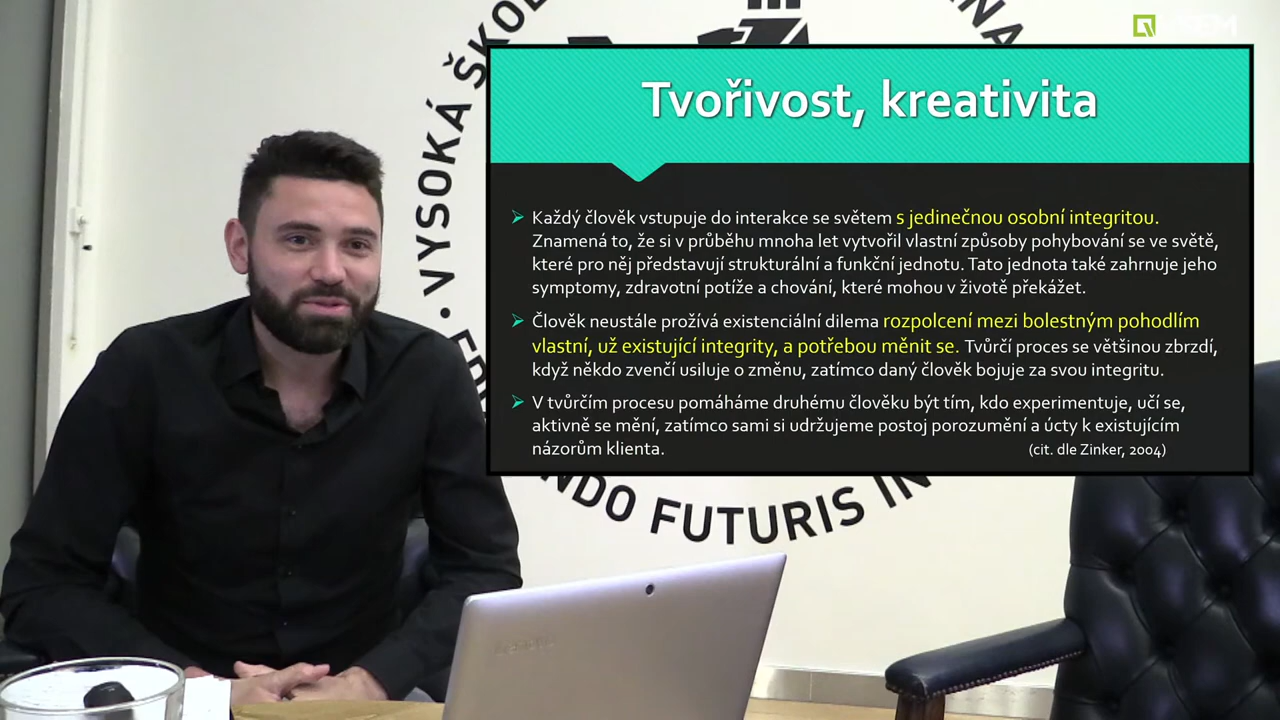 VYSOKÁ ŠKO
INA
Tvořivost, kreativita
Každý člověk vstupuje do interakce se světem s jedinečnou osobní integritou.
Znamená to, že si v průběhu mnoha let vytvořil vlastní způsoby pohybování se ve světě,
které pro něj představují strukturální a funkční jednotu. Tato jednota také zahrnuje jeho
symptomy, zdravotní potíže a chování, které mohou v životě překážet.
Člověk neustále prožívá existenciální dilema rozpolcení mezi bolestným pohodlím
vlastní, už existující integrity, a potřebou měnit se. Tvůrčí proces se většinou zbrzdí,
když někdo zvenčí usiluje o změnu, zatímco daný člověk bojuje za svou integritu.
V tvůrčím procesu pomáháme druhému člověku být tím, kdo experimentuje, učí se,
aktivně se mění, zatímco sami si udržujeme postoj porozumění a úcty k existujícím
názorům klienta.
(cit. dle Zinker, 2004)
NDO FUTURIS IN